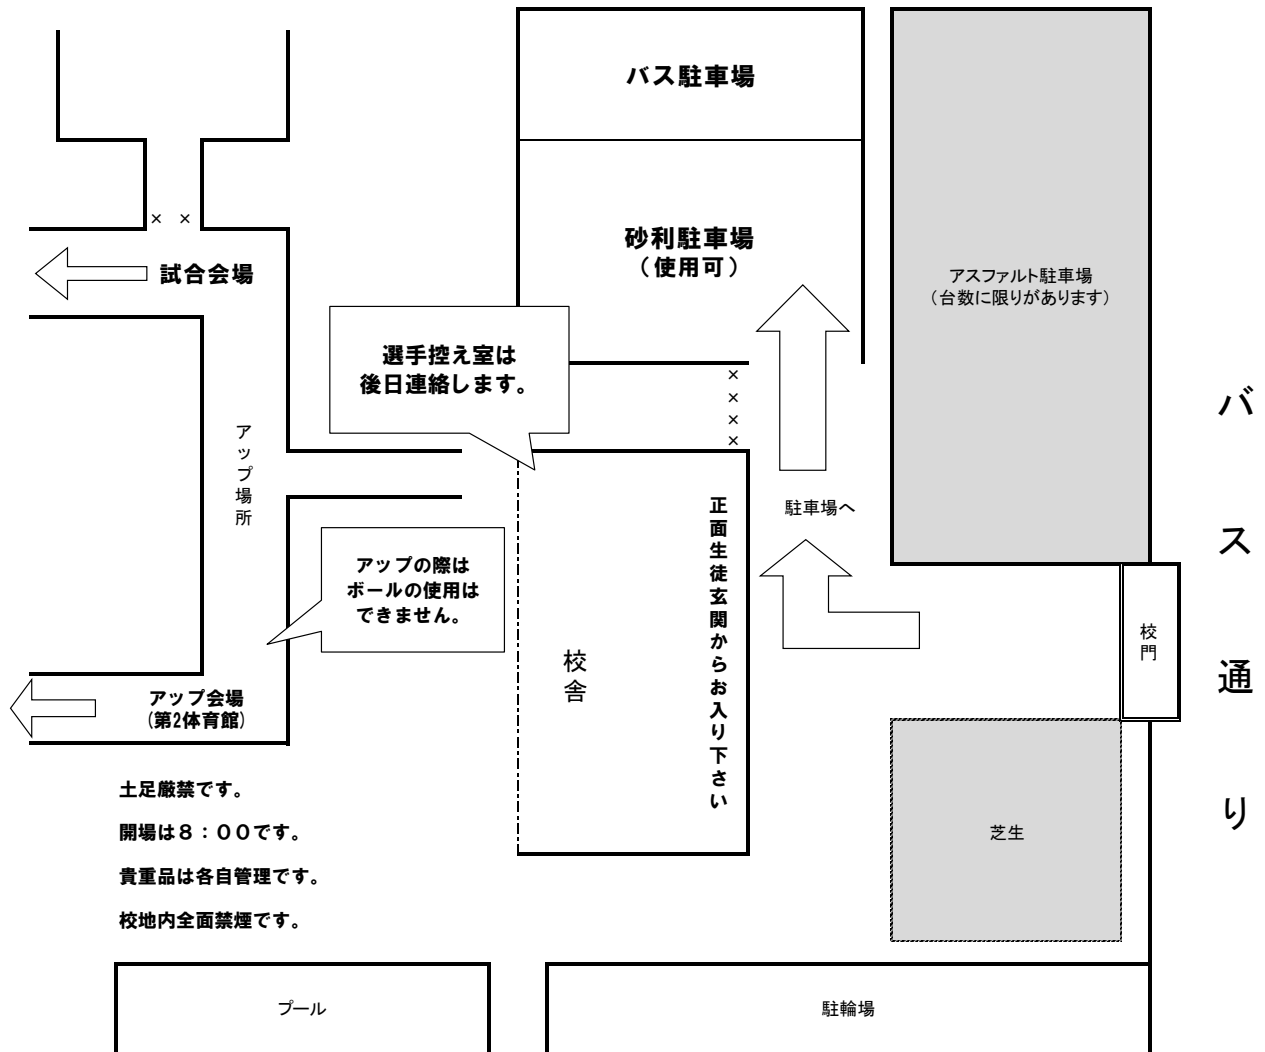 バス駐車場
砂利駐車場
（使用可）
アスファルト駐車場
（台数に限りがあります）
× ×
試合会場
選手控え室は
後日連絡します。
×
×
×
×
アップ場所
駐車場へ
正面生徒玄関からお入り下さい
アップの際は
ボールの使用は
できません。
校舎
校門
バス通り
アップ会場
(第2体育館)
土足厳禁です。
開場は８：００です。
貴重品は各自管理です。
校地内全面禁煙です。
芝生
プール
駐輪場